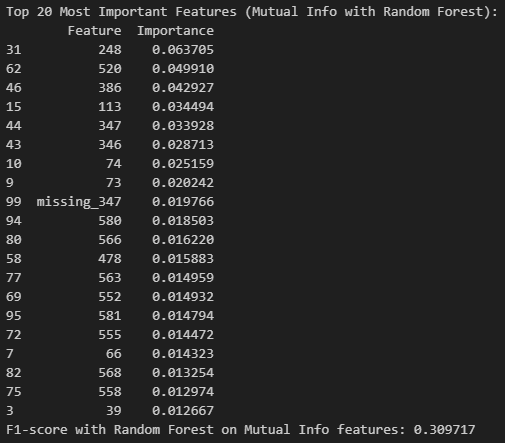 Top 20 Most Important Features (Mutual Info with Random Forest):
Feature Importance
31 248 0.063705
62 520 0.049910
46 386 0.042927
15 113 0.034494
44 347 0.033928
43 346 0.028713
10 74 0.025159
9 73 0.020242
99 missing_347 0.019766
94 580 0.018503
80 566 0.016220
58 478 0.015883
77 563 0.014959
69 552 0.014932
95 581 0.014794
72 555 0.014472
7 66 0.014323
82 568 0.013254
75 558 0.012974
3 39 0.012667
F1-score with Random Forest on Mutual Info features: 0.309717